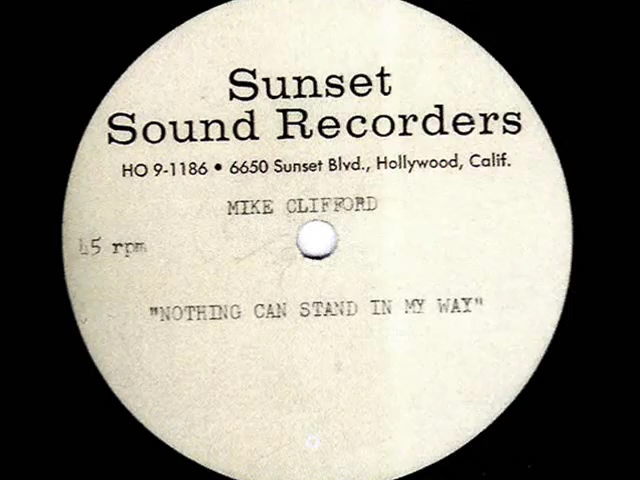 Sunset
Sound Recorders
HO 9-1186 • 6650 Sunset Blvd., Hollywood, Calif.
MIKE CLIFFORD
45 rpm
"NOTHING CAN STAND IN MY WAY"